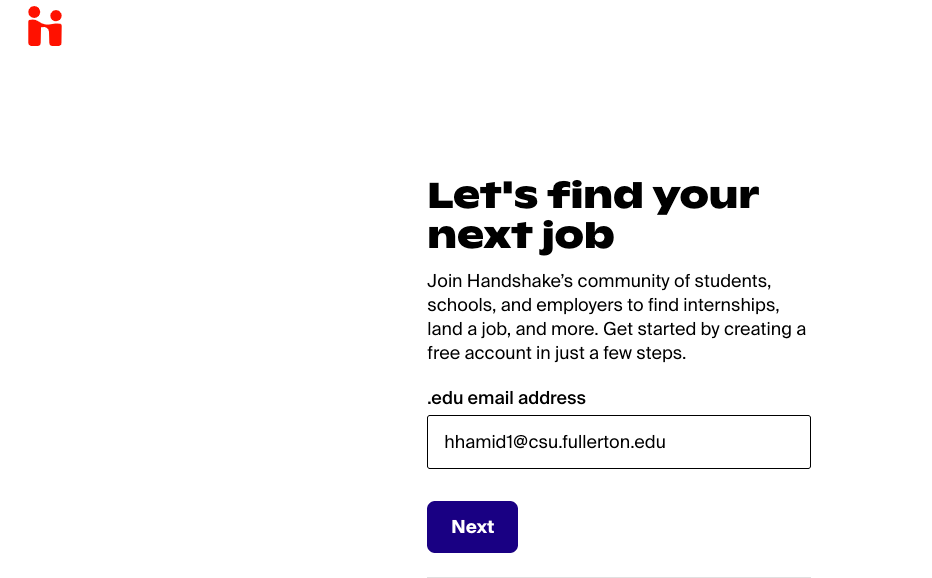 Let's find your
next job
Join Handshake’s community of students,
schools, and employers to find internships,
land a job, and more. Get started by creating a
free account in just a few steps.
.edu email address
hhamid1@csu.fullerton.edu
Next